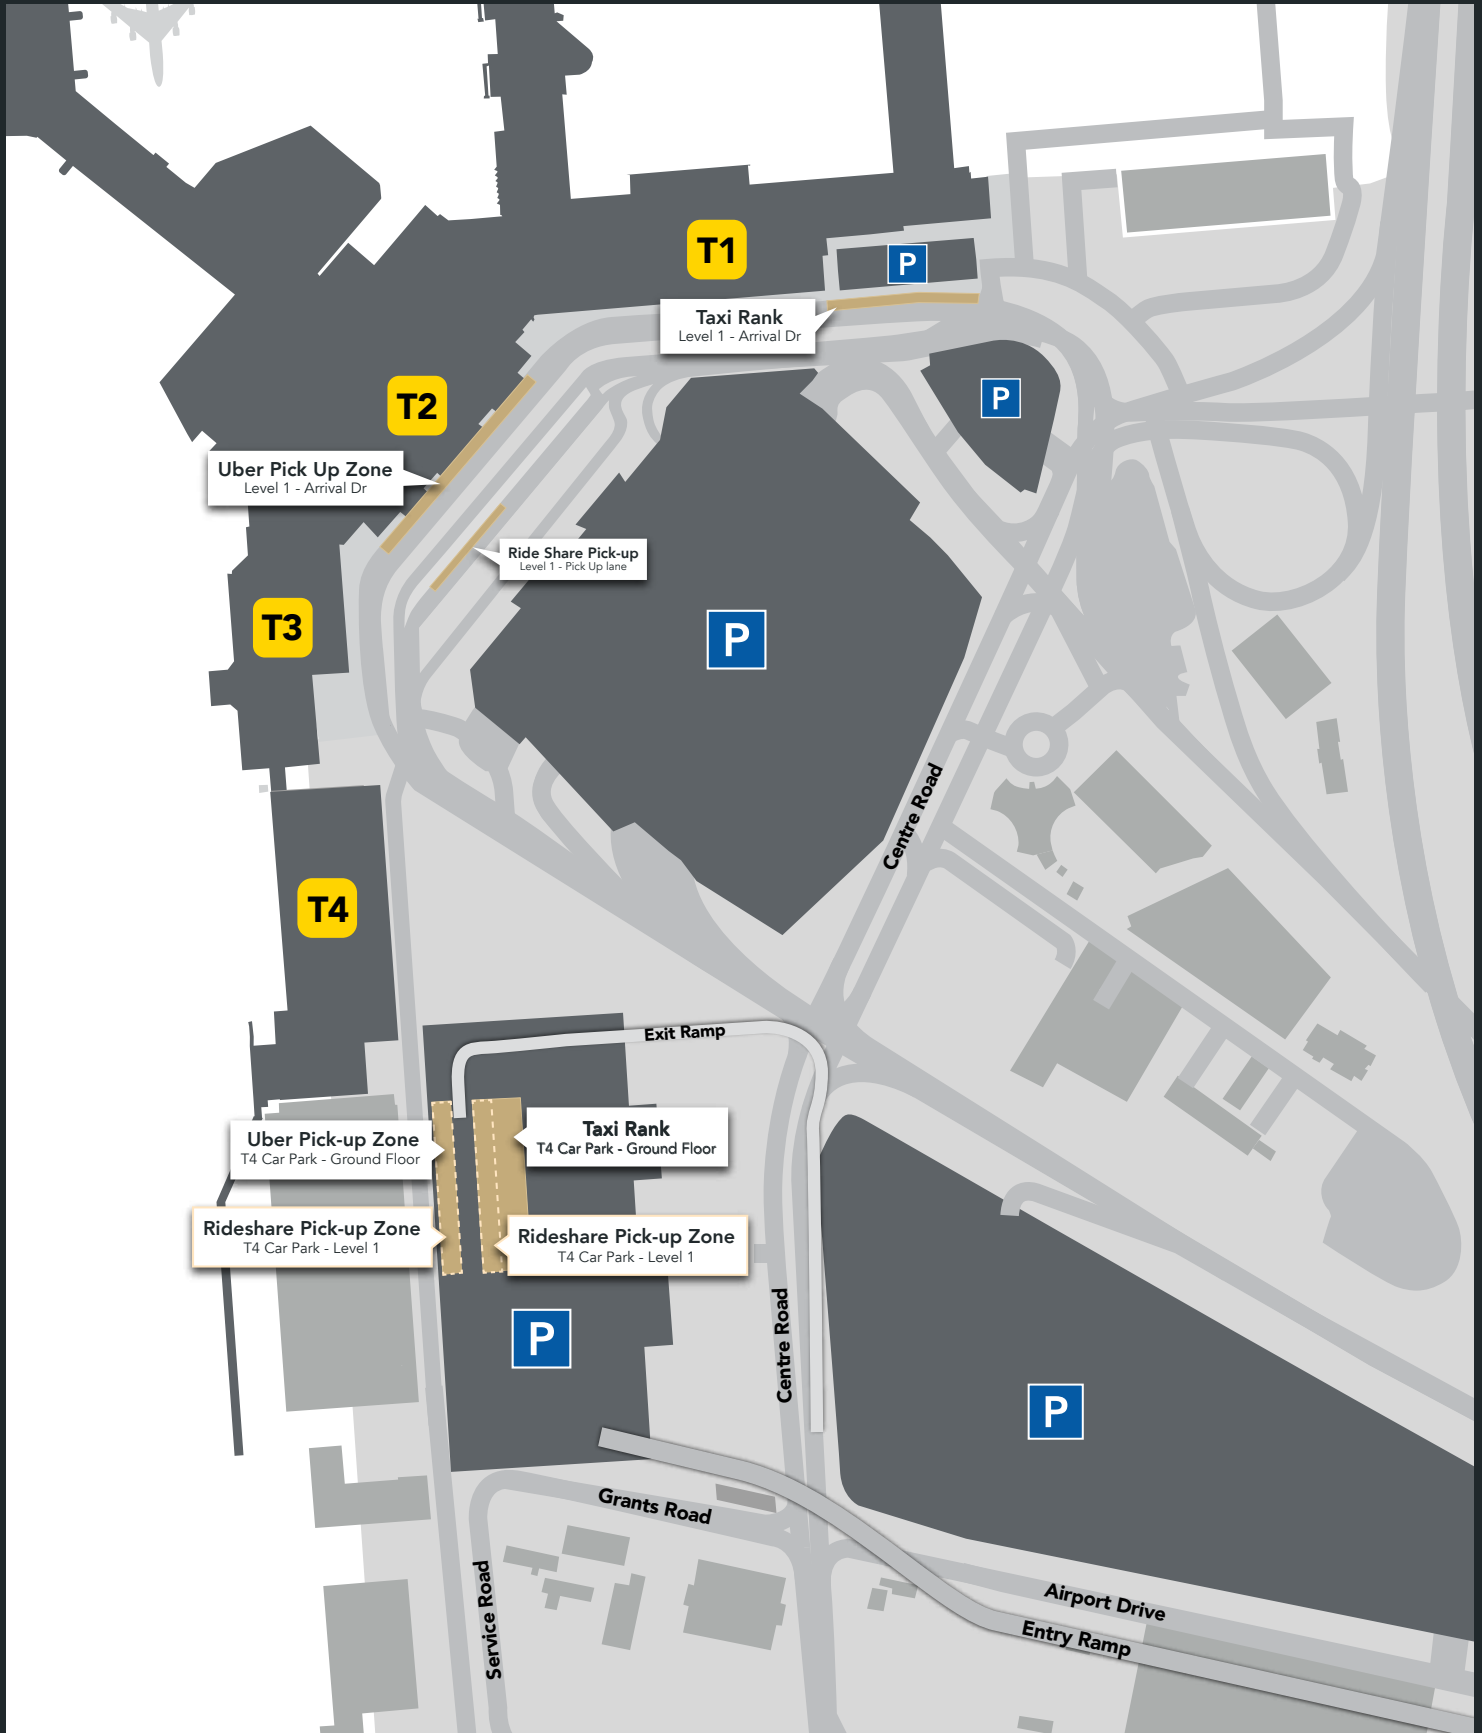 T1
P
Taxi Rank
Level 1 - Arrival Dr
P
T2
Uber Pick Up Zone
Level 1 - Arrival Dr
Ride Share Pick-up
Level 1 - Pick Up lane
T3
P
Centre Road
T4
Exit Ramp
Uber Pick-up Zone
T4 Car Park - Ground Floor
Taxi Rank
T4 Car Park - Ground Floor
Rideshare Pick-up Zone
T4 Car Park - Level 1
Rideshare Pick-up Zone
T4 Car Park - Level 1
P
Centre Road
P
Grants Road
Service Road
Airport Drive
Entry Ramp